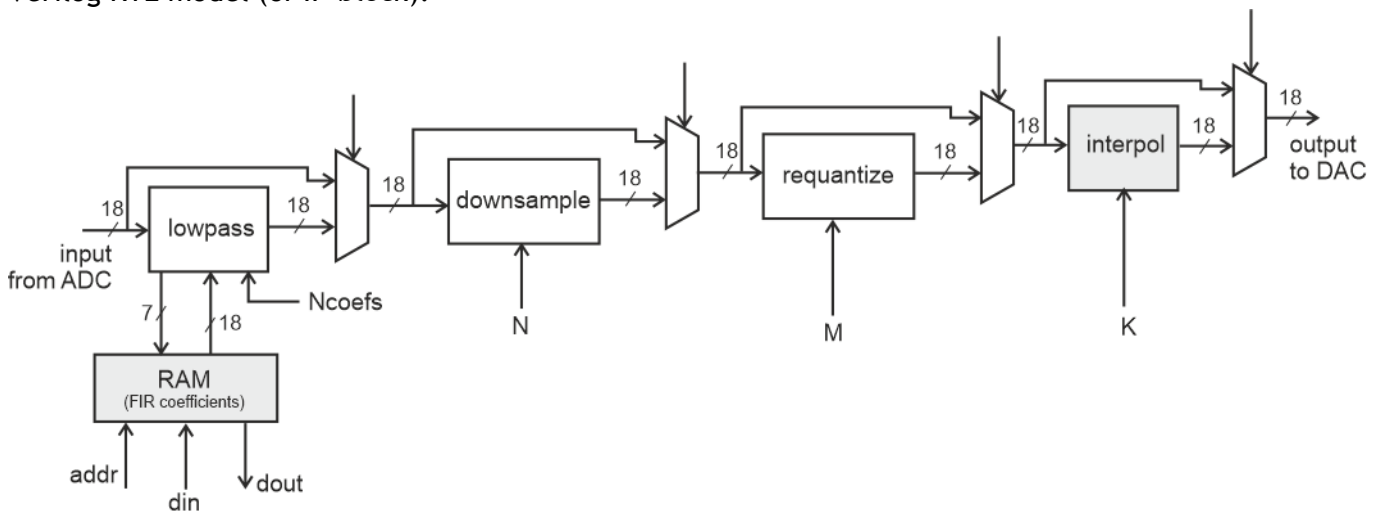 Verilog RTL model (or IP block).
18
18
18
18
18
18
18
18
18
input
from ADC
lowpass
downsample
requantize
interpol
output
to DAC
7
18
Ncoefs
N
M
K
RAM
(FIR coefficients)
addr
din
dout